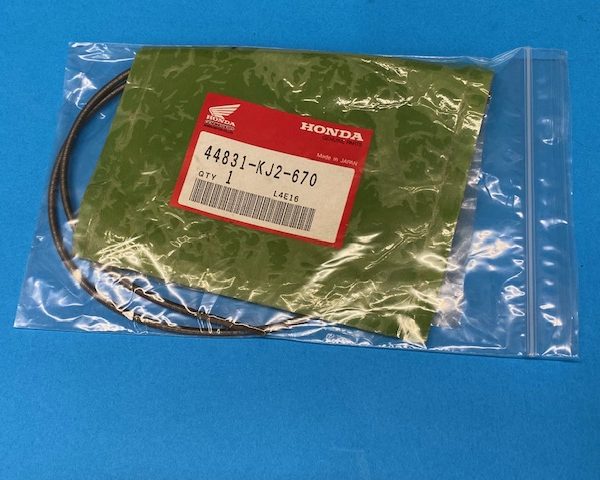 HONDA
HONDA
Made in JAPAN
44831-KJ2-670
QTY 1
L4E16